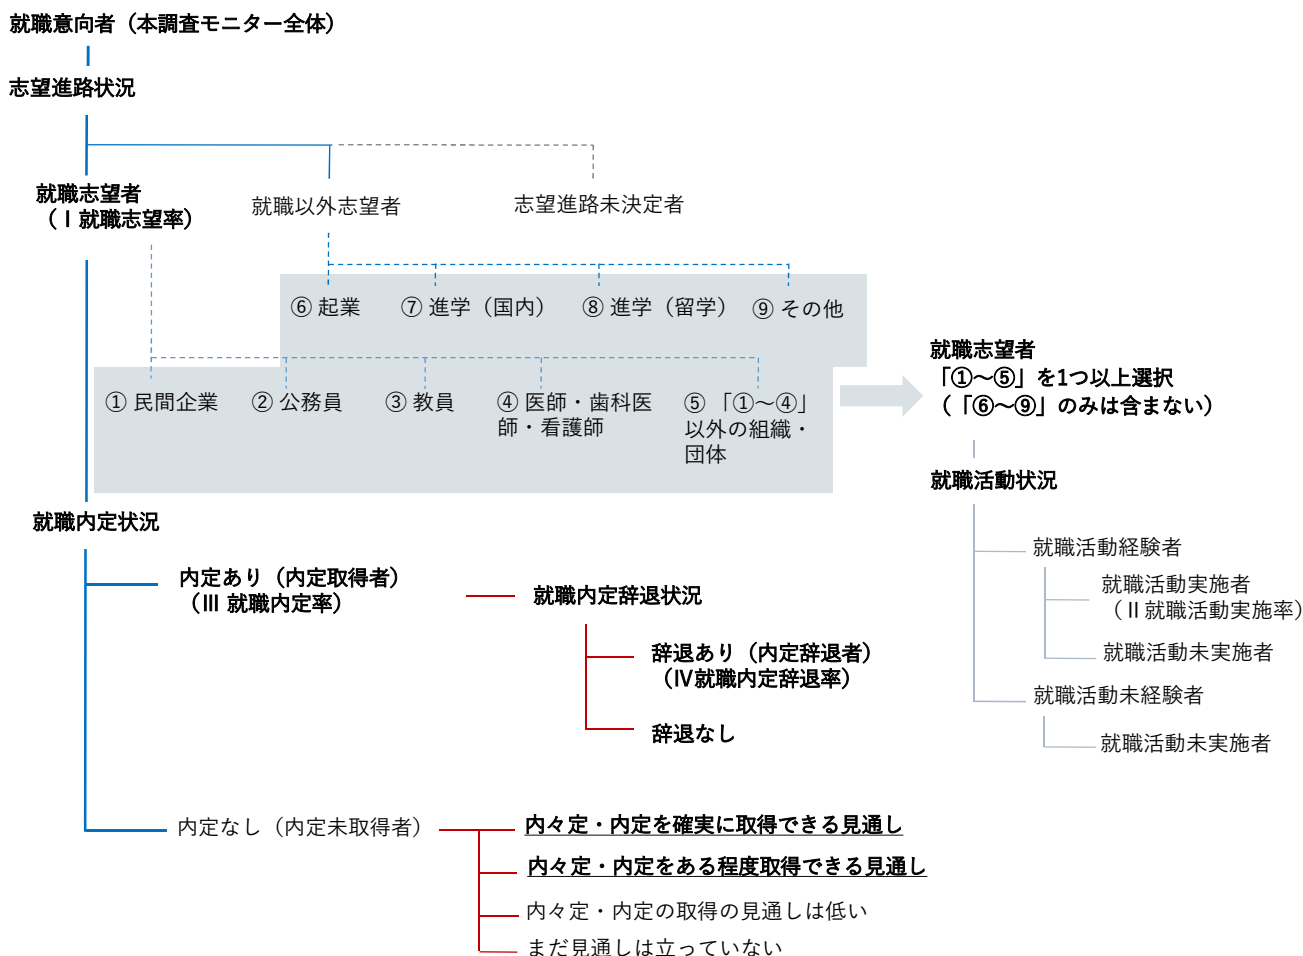 就職意向者（本調査モニター全体）
志望進路状況
就職志望者
（Ⅰ就職志望率）
就職以外志望者
志望進路未決定者
⑥ 起業
⑦ 進学（国内）
⑧ 進学（留学）
⑨ その他
① 民間企業
② 公務員
③ 教員
④ 医師・歯科医
師・看護師
⑤ 「①～④」
以外の組織・
団体
就職志望者
「①～⑤」を1つ以上選択
（「⑥～⑨」のみは含まない）
就職活動状況
就職活動経験者
就職活動実施者
（Ⅱ就職活動実施率）
就職活動未実施者
就職活動未経験者
就職活動未実施者
就職内定状況
内定あり（内定取得者）
（Ⅲ 就職内定率）
就職内定辞退状況
辞退あり（内定辞退者）
（Ⅳ就職内定辞退率）
辞退なし
内定なし（内定未取得者）
内々定・内定を確実に取得できる見通し
内々定・内定をある程度取得できる見通し
内々定・内定の取得の見通しは低い
まだ見通しは立っていない